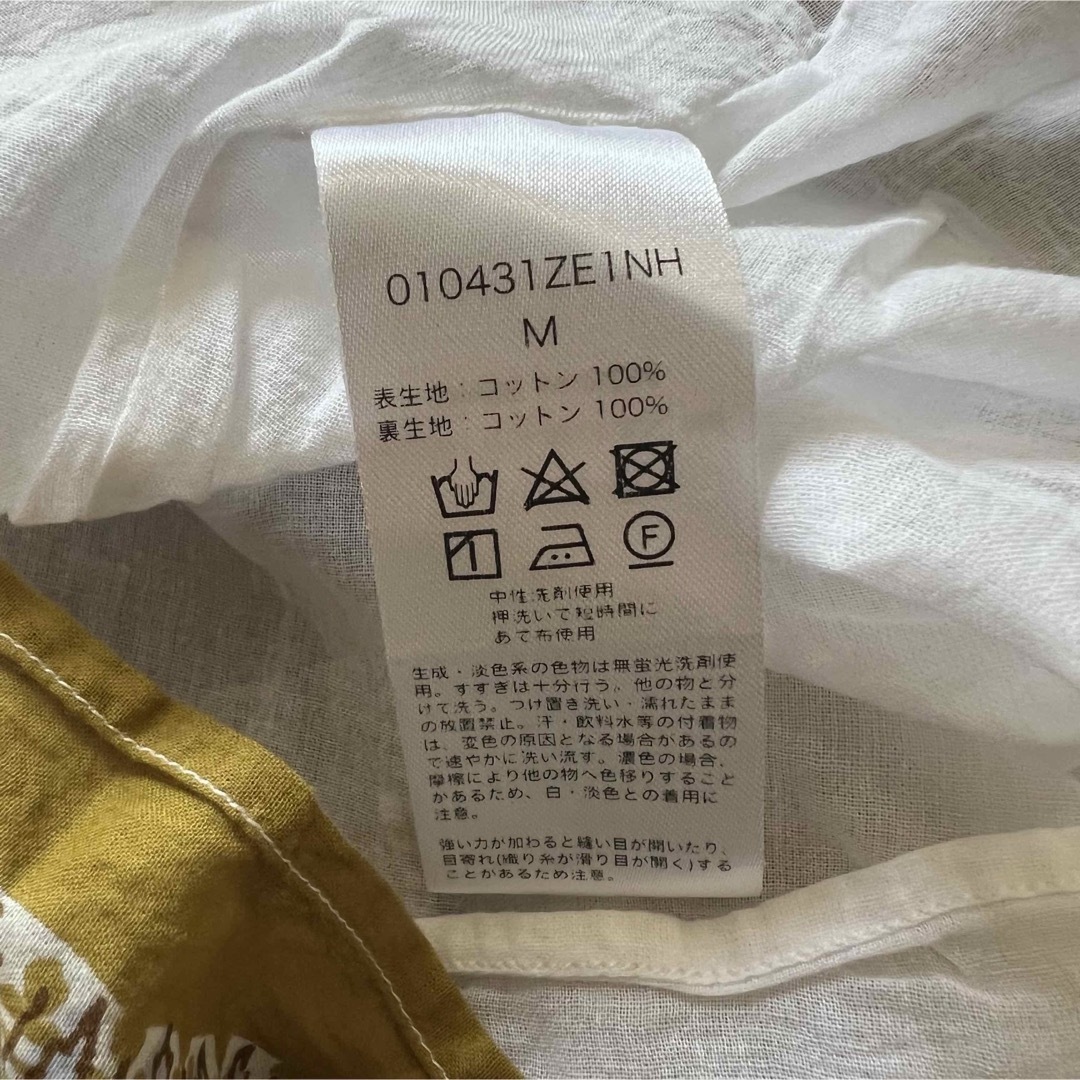 010431ZE1NH
M
表生地：コットン 100%
裏生地：コットン 100%
F
中性洗剤使用
押洗いで短時間に
あて布使用
生成・淡色系の色物は無蛍光洗剤使
用。すすぎは十分行う。他の物と分
けて洗う。つけ置き洗い・濡れたまま
の放置禁止。汗・飲料水等の付着物
は、変色の原因となる場合があるの
で速やかに洗い流す。濃色の場合、
摩擦により他の物へ色移りすること
があるため、白・淡色との着用に
注意。
強い力が加わると縫い目が開いたり、
目寄れ(織り糸が滑り目が開く)する
ことがあるため注意。